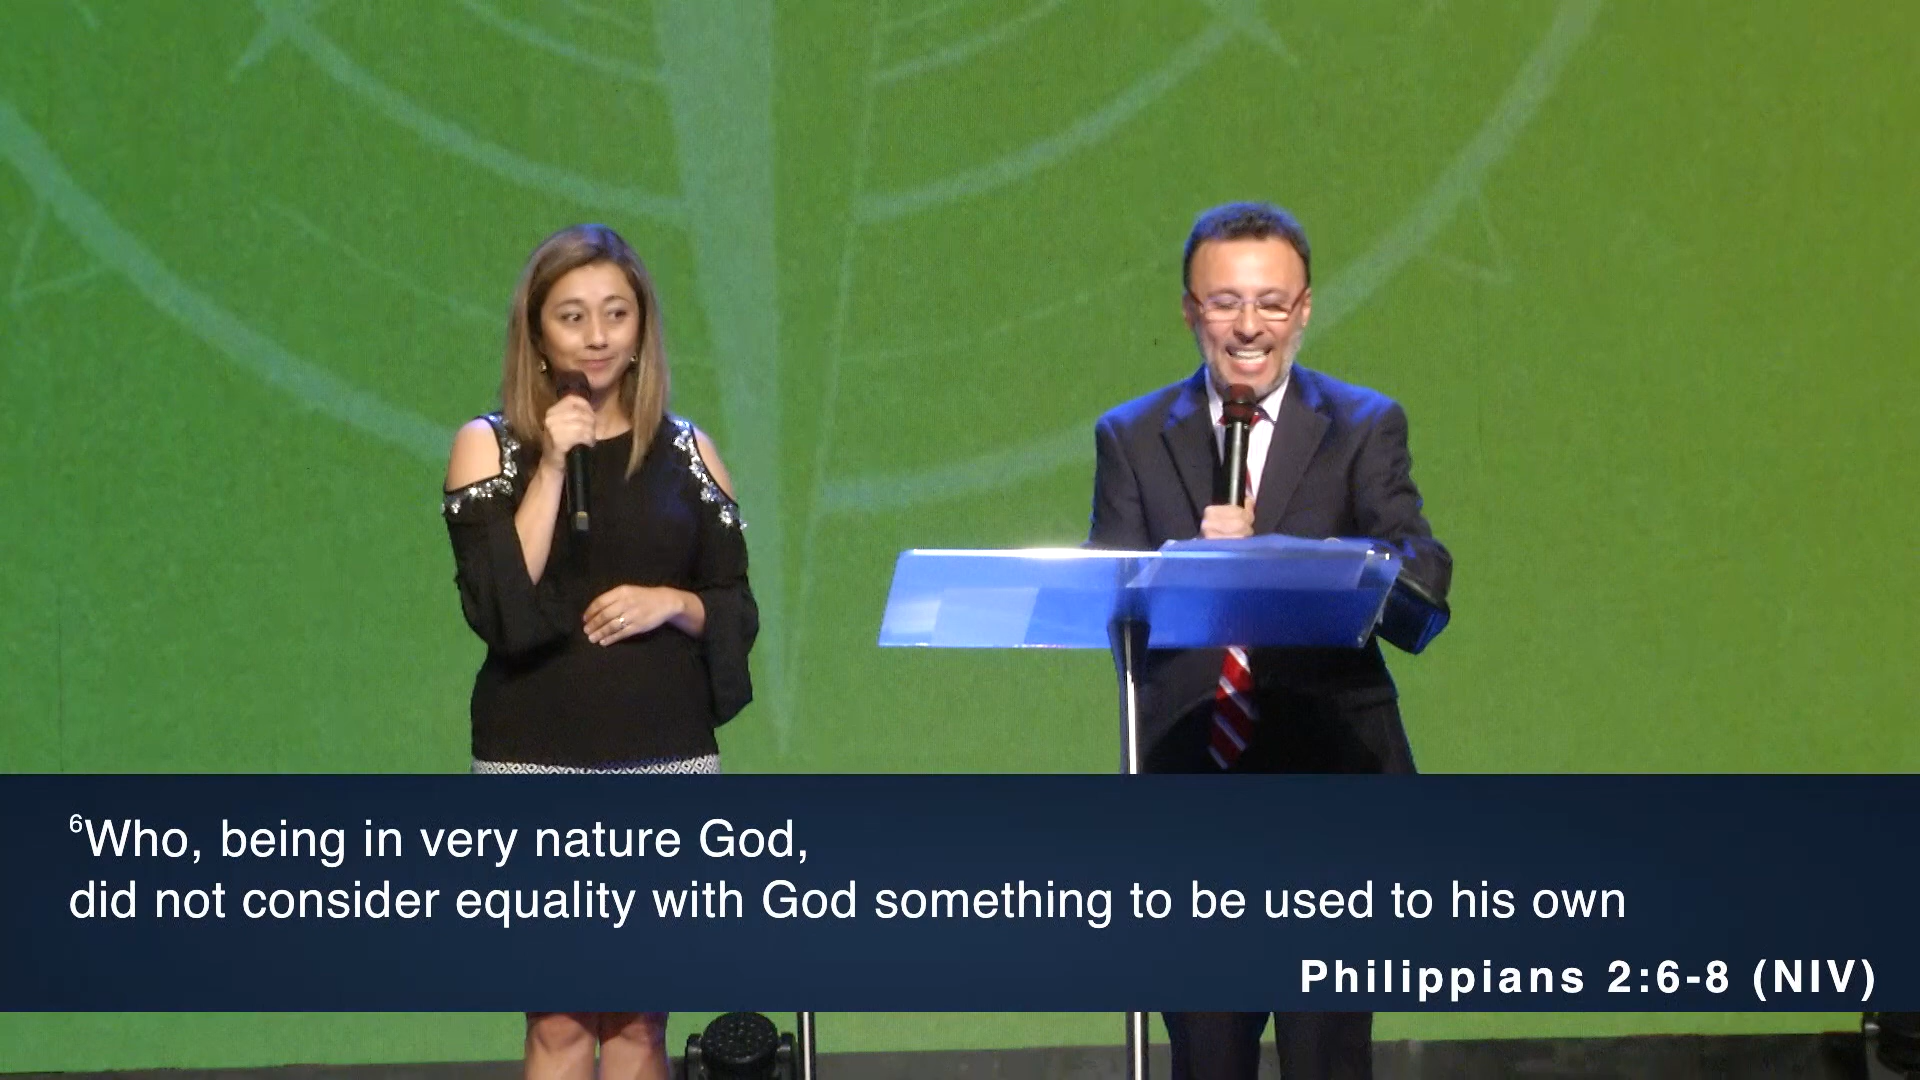 ⁶Who, being in very nature God,
did not consider equality with God something to be used to his own
Philippians 2:6-8 (NIV)